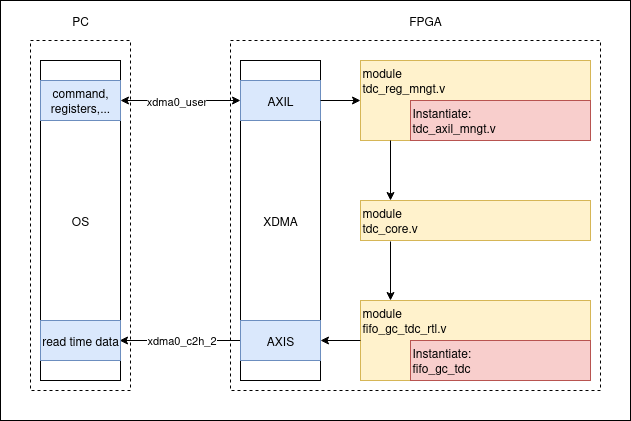 PC
FPGA
command,
registers,...
xdma0_user
AXIL
module
tdc_reg_mngt.v
Instantiate:
tdc_axil_mngt.v
OS
XDMA
module
tdc_core.v
read time data
xdma0_c2h_2
AXIS
module
fifo_gc_tdc_rtl.v
Instantiate:
fifo_gc_tdc